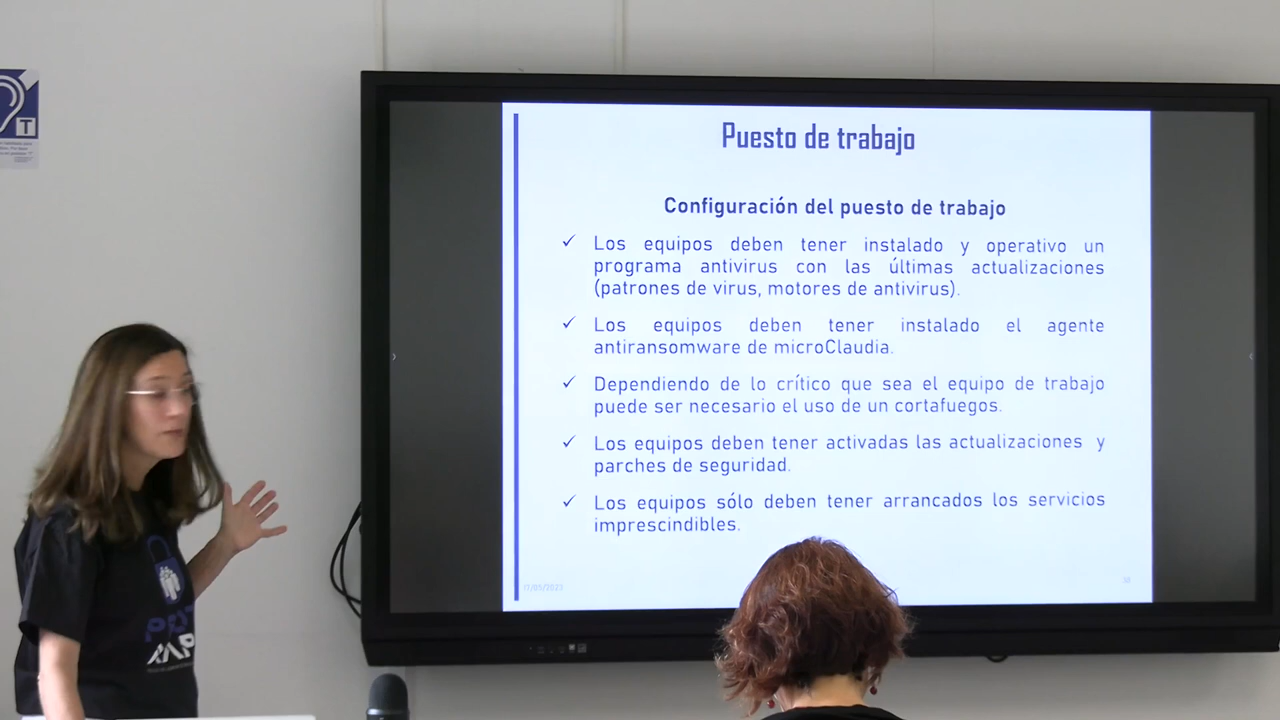 T
Puesto de trabajo
Configuración del puesto de trabajo
✓ Los equipos deben tener instalado y operativo un
programa antivirus con las últimas actualizaciones
(patrones de virus, motores de antivirus).
✓ Los equipos deben tener instalado el agente
antiransomware de microClaudia.
✓ Dependiendo de lo crítico que sea el equipo de trabajo
puede ser necesario el uso de un cortafuegos.
✓ Los equipos deben tener activadas las actualizaciones y
parches de seguridad.
✓ Los equipos sólo deben tener arrancados los servicios
imprescindibles.
17/05/2023